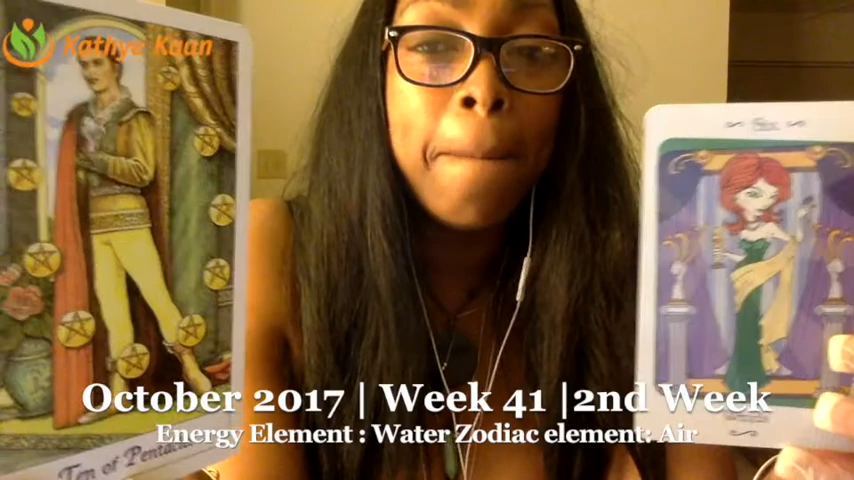 Kathye Kaan
October 2017 | Week 41 |2nd Week
Energy Element : Water Zodiac element: Air
Ten of Pentacles